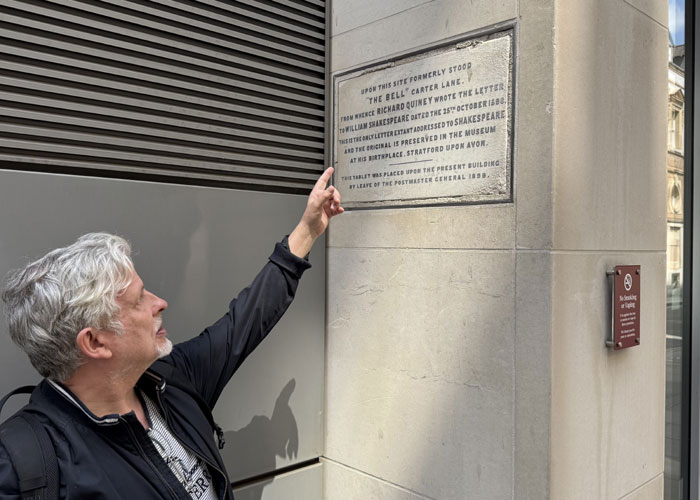 UPON THIS SITE FORMERLY STOOD
"THE BELL" CARTER LANE.
FROM WHENCE RICHARD QUINEY WROTE THE LETTER
TO WILLIAM SHAKESPEARE DATED THE 25TH OCTOBER 1598.
THIS IS THE ONLY LETTER EXTANT ADDRESSED TO SHAKESPEARE
AND THE ORIGINAL IS PRESERVED IN THE MUSEUM
AT HIS BIRTHPLACE, STRATFORD UPON AVON.
THIS TABLET WAS PLACED UPON THE PRESENT BUILDING
BY LEAVE OF THE POSTMASTER GENERAL 1899.
No Smoking
or Vaping